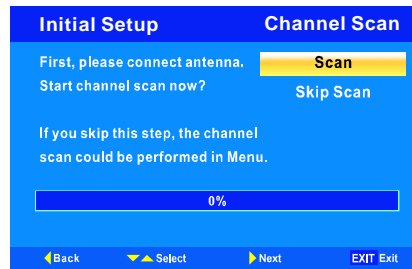 Initial Setup Channel Scan
First, please connect antenna.
Start channel scan now?
Scan
Skip Scan
If you skip this step, the channel
scan could be performed in Menu.
0%
Back Select Next EXIT Exit